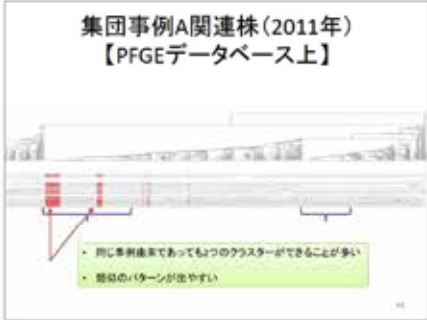 集団事例A関連株(2011年)
【PFGEデータベース上】
• 同じ事例由来であっても2つのクラスターができることが多い
• 類似のパターンが出やすい